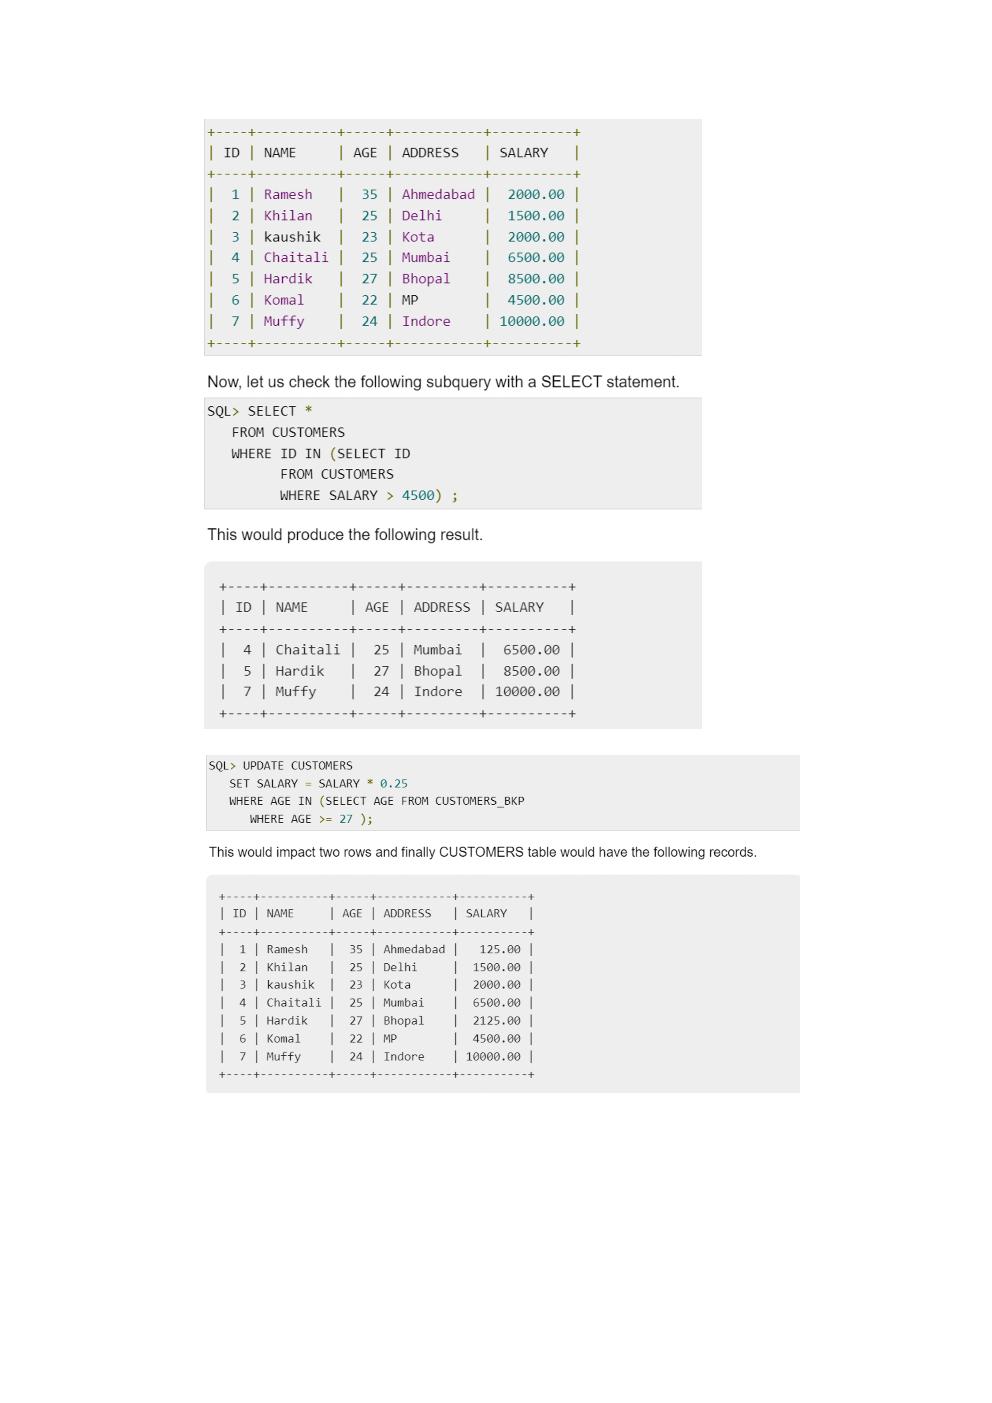 +----+----------+-----+-----------+----------+
| ID | NAME     | AGE | ADDRESS   | SALARY   |
+----+----------+-----+-----------+----------+
|  1 | Ramesh   |  35 | Ahmedabad |  2000.00 |
|  2 | Khilan   |  25 | Delhi     |  1500.00 |
|  3 | kaushik  |  23 | Kota      |  2000.00 |
|  4 | Chaitali |  25 | Mumbai    |  6500.00 |
|  5 | Hardik   |  27 | Bhopal    |  8500.00 |
|  6 | Komal    |  22 | MP        |  4500.00 |
|  7 | Muffy    |  24 | Indore    | 10000.00 |
+----+----------+-----+-----------+----------+
Now, let us check the following subquery with a SELECT statement.
SQL> SELECT *
   FROM CUSTOMERS
   WHERE ID IN (SELECT ID
         FROM CUSTOMERS
         WHERE SALARY > 4500) ;
This would produce the following result.
+----+----------+-----+---------+----------+
| ID | NAME     | AGE | ADDRESS | SALARY   |
+----+----------+-----+---------+----------+
|  4 | Chaitali |  25 | Mumbai  |  6500.00 |
|  5 | Hardik   |  27 | Bhopal  |  8500.00 |
|  7 | Muffy    |  24 | Indore  | 10000.00 |
+----+----------+-----+---------+----------+
SQL> UPDATE CUSTOMERS
   SET SALARY = SALARY * 0.25
   WHERE AGE IN (SELECT AGE FROM CUSTOMERS_BKP
      WHERE AGE >= 27 );
This would impact two rows and finally CUSTOMERS table would have the following records.
+----+----------+-----+-----------+----------+
| ID | NAME     | AGE | ADDRESS   | SALARY   |
+----+----------+-----+-----------+----------+
|  1 | Ramesh   |  35 | Ahmedabad |   125.00 |
|  2 | Khilan   |  25 | Delhi     |  1500.00 |
|  3 | kaushik  |  23 | Kota      |  2000.00 |
|  4 | Chaitali |  25 | Mumbai    |  6500.00 |
|  5 | Hardik   |  27 | Bhopal    |  2125.00 |
|  6 | Komal    |  22 | MP        |  4500.00 |
|  7 | Muffy    |  24 | Indore    | 10000.00 |
+----+----------+-----+-----------+----------+